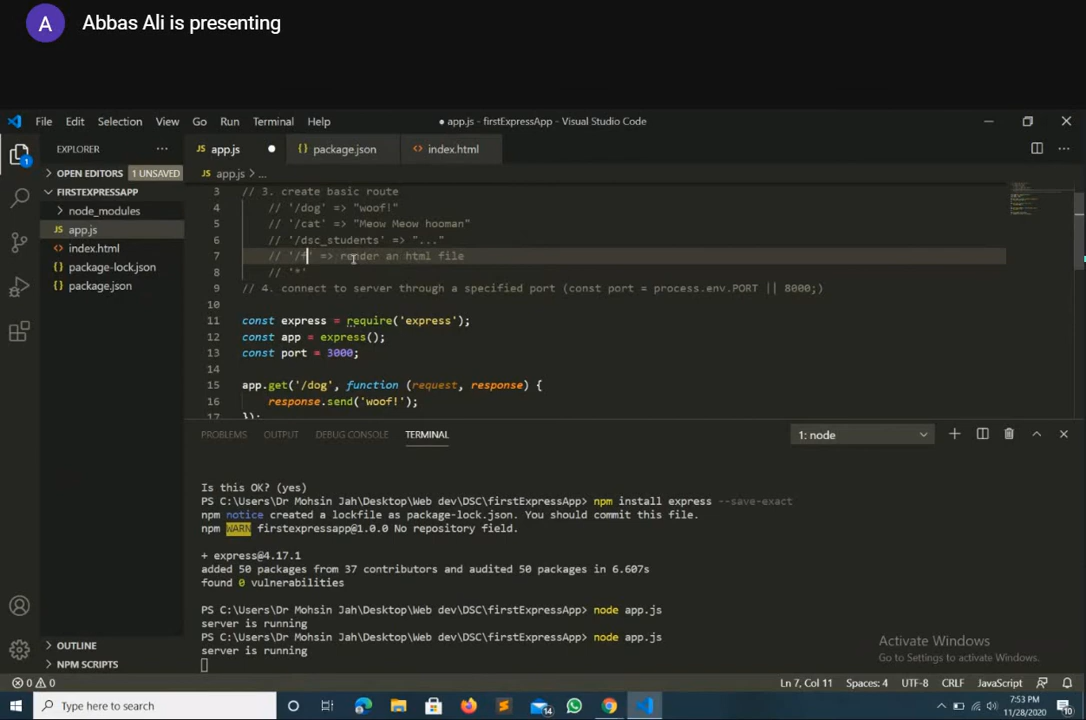 A Abbas Ali is presenting
File Edit Selection View Go Run Terminal Help ● app.js - firstExpressApp - Visual Studio Code
EXPLORER ...
JS app.js ● {} package.json <> index.html
OPEN EDITORS 1 UNSAVED
JS app.js > ...
FIRSTEXPRESSAPP
node_modules
JS app.js
<> index.html
{} package-lock.json
{} package.json
3 // 3. create basic route
4 // '/dog' => "woof!"
5 // '/cat' => "Meow Meow hooman"
6 // '/dsc_students' => "..."
7 // '/f' => render an html file
8 // '*'
9 // 4. connect to server through a specified port (const port = process.env.PORT || 8000;)
10
11 const express = require('express');
12 const app = express();
13 const port = 3000;
14
15 app.get('/dog', function (request, response) {
16 response.send('woof!');
17 });
PROBLEMS OUTPUT DEBUG CONSOLE TERMINAL 1: node
Is this OK? (yes)
PS C:\Users\Dr Mohsin Jah\Desktop\Web dev\DSC\firstExpressApp> npm install express --save-exact
npm notice created a lockfile as package-lock.json. You should commit this file.
npm WARN firstexpressapp@1.0.0 No repository field.
+ express@4.17.1
added 50 packages from 37 contributors and audited 50 packages in 6.607s
found 0 vulnerabilities
PS C:\Users\Dr Mohsin Jah\Desktop\Web dev\DSC\firstExpressApp> node app.js
server is running
PS C:\Users\Dr Mohsin Jah\Desktop\Web dev\DSC\firstExpressApp> node app.js
server is running
OUTLINE
NPM SCRIPTS
Activate Windows
Go to Settings to activate Windows.
0 0 Ln 7, Col 11 Spaces: 4 UTF-8 CRLF JavaScript
Type here to search
14
7:53 PM
11/28/2020
10
1